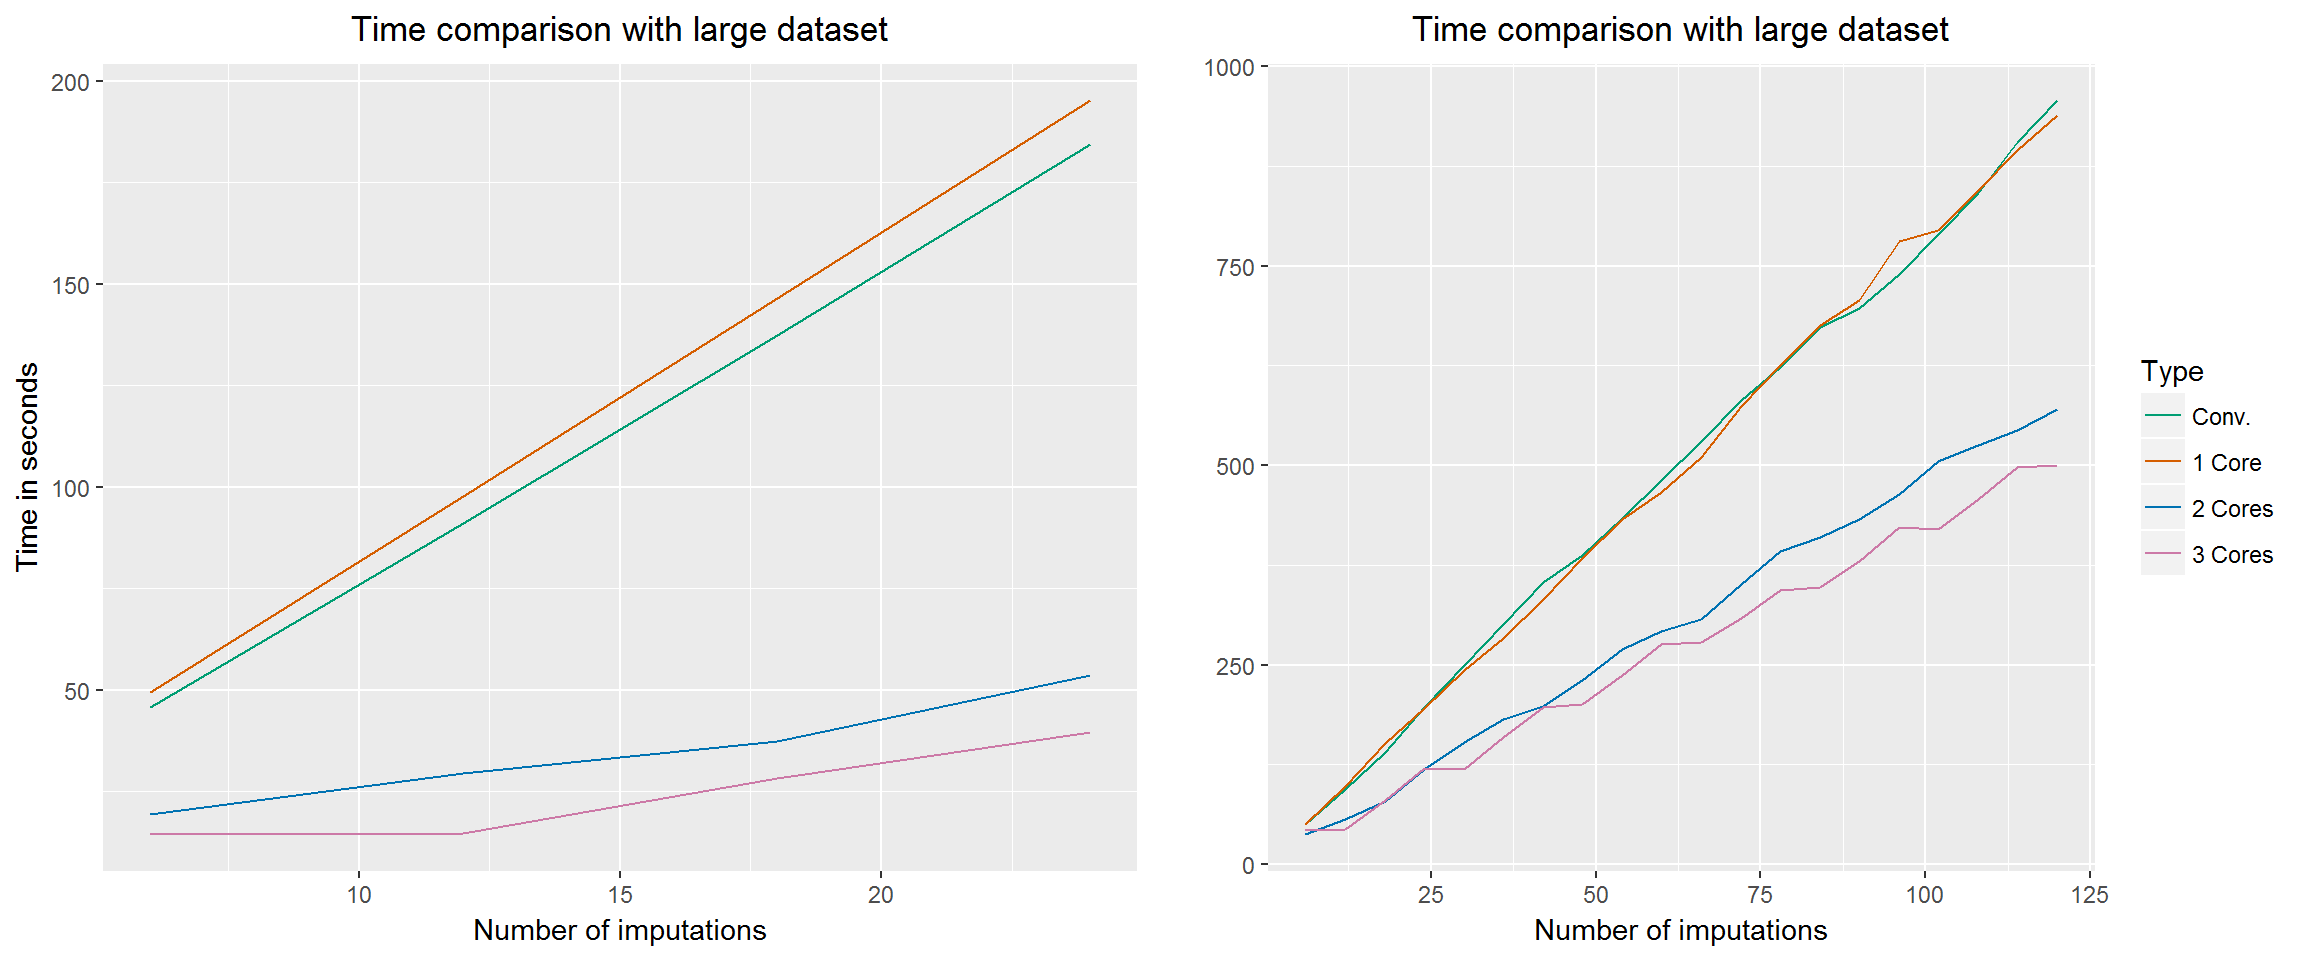 Time comparison with large dataset
200
150
100
50
10
15
20
Number of imputations
Time in seconds
Time comparison with large dataset
1000
750
500
250
0
25
50
75
100
125
Number of imputations
Type
Conv.
1 Core
2 Cores
3 Cores